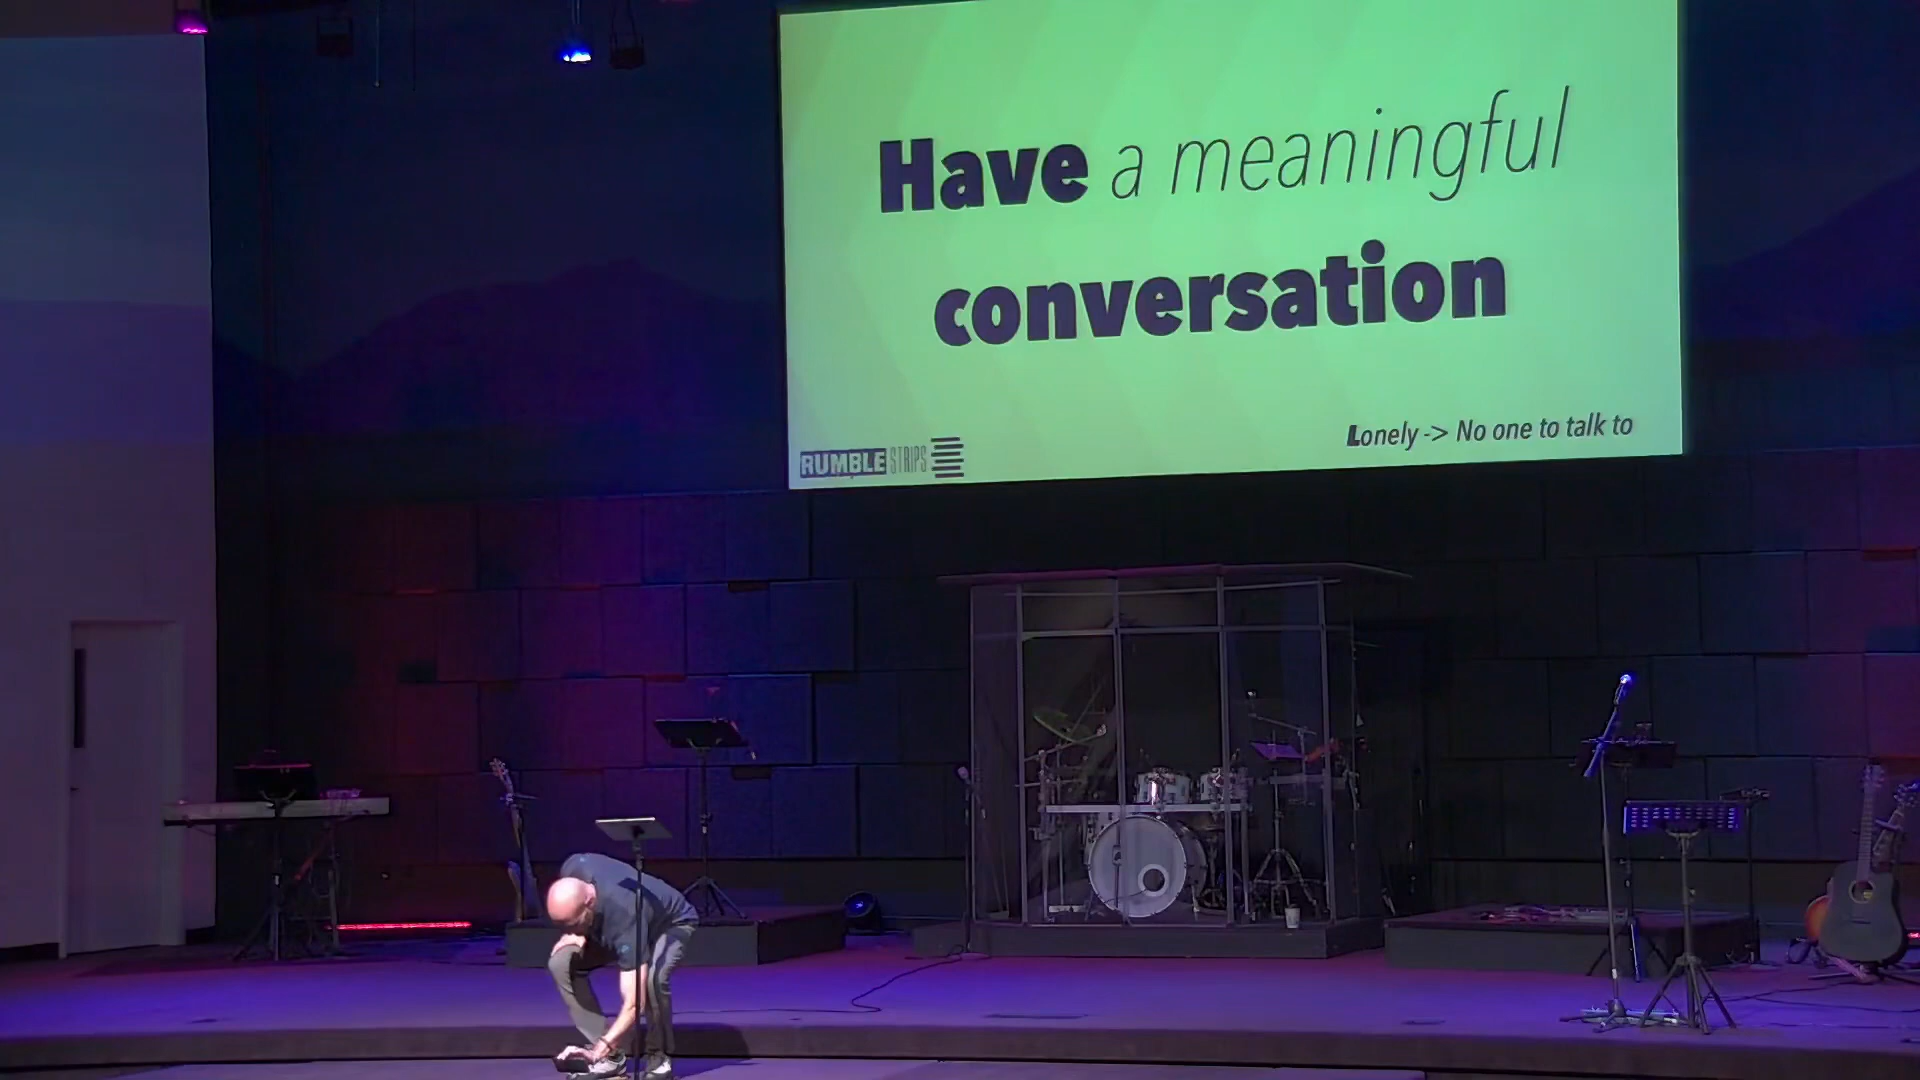 Have a meaningful
conversation
Lonely -> No one to talk to
RUMBLE STRIPS